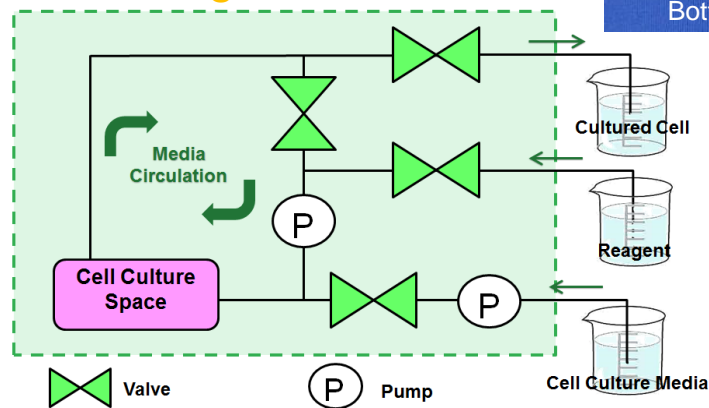 Bott
Cultured Cell
Media
Circulation
P
Reagent
Cell Culture
Space
P
Cell Culture Media
Valve
P
Pump